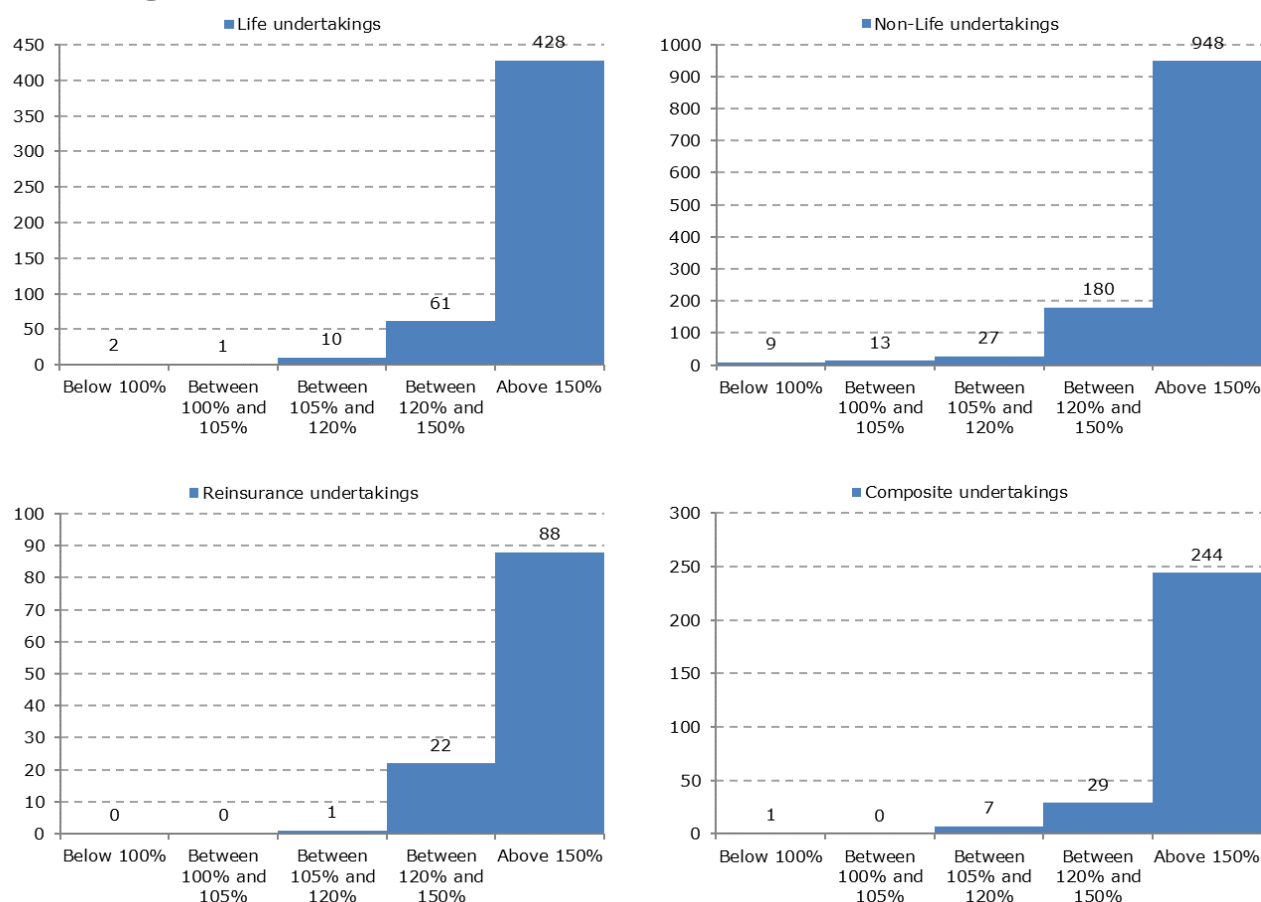 Life undertakings
450
400
350
300
250
200
150
100
50
0
2
1
10
61
428
Below 100%
Between
100% and
105%
Between
105% and
120%
Between
120% and
150%
Above 150%
Non-Life undertakings
1000
900
800
700
600
500
400
300
200
100
0
9
13
27
180
948
Below 100%
Between
100% and
105%
Between
105% and
120%
Between
120% and
150%
Above 150%
Reinsurance undertakings
100
90
80
70
60
50
40
30
20
10
0
0
0
1
22
88
Below 100%
Between
100% and
105%
Between
105% and
120%
Between
120% and
150%
Above 150%
Composite undertakings
300
250
200
150
100
50
0
1
0
7
29
244
Below 100%
Between
100% and
105%
Between
105% and
120%
Between
120% and
150%
Above 150%